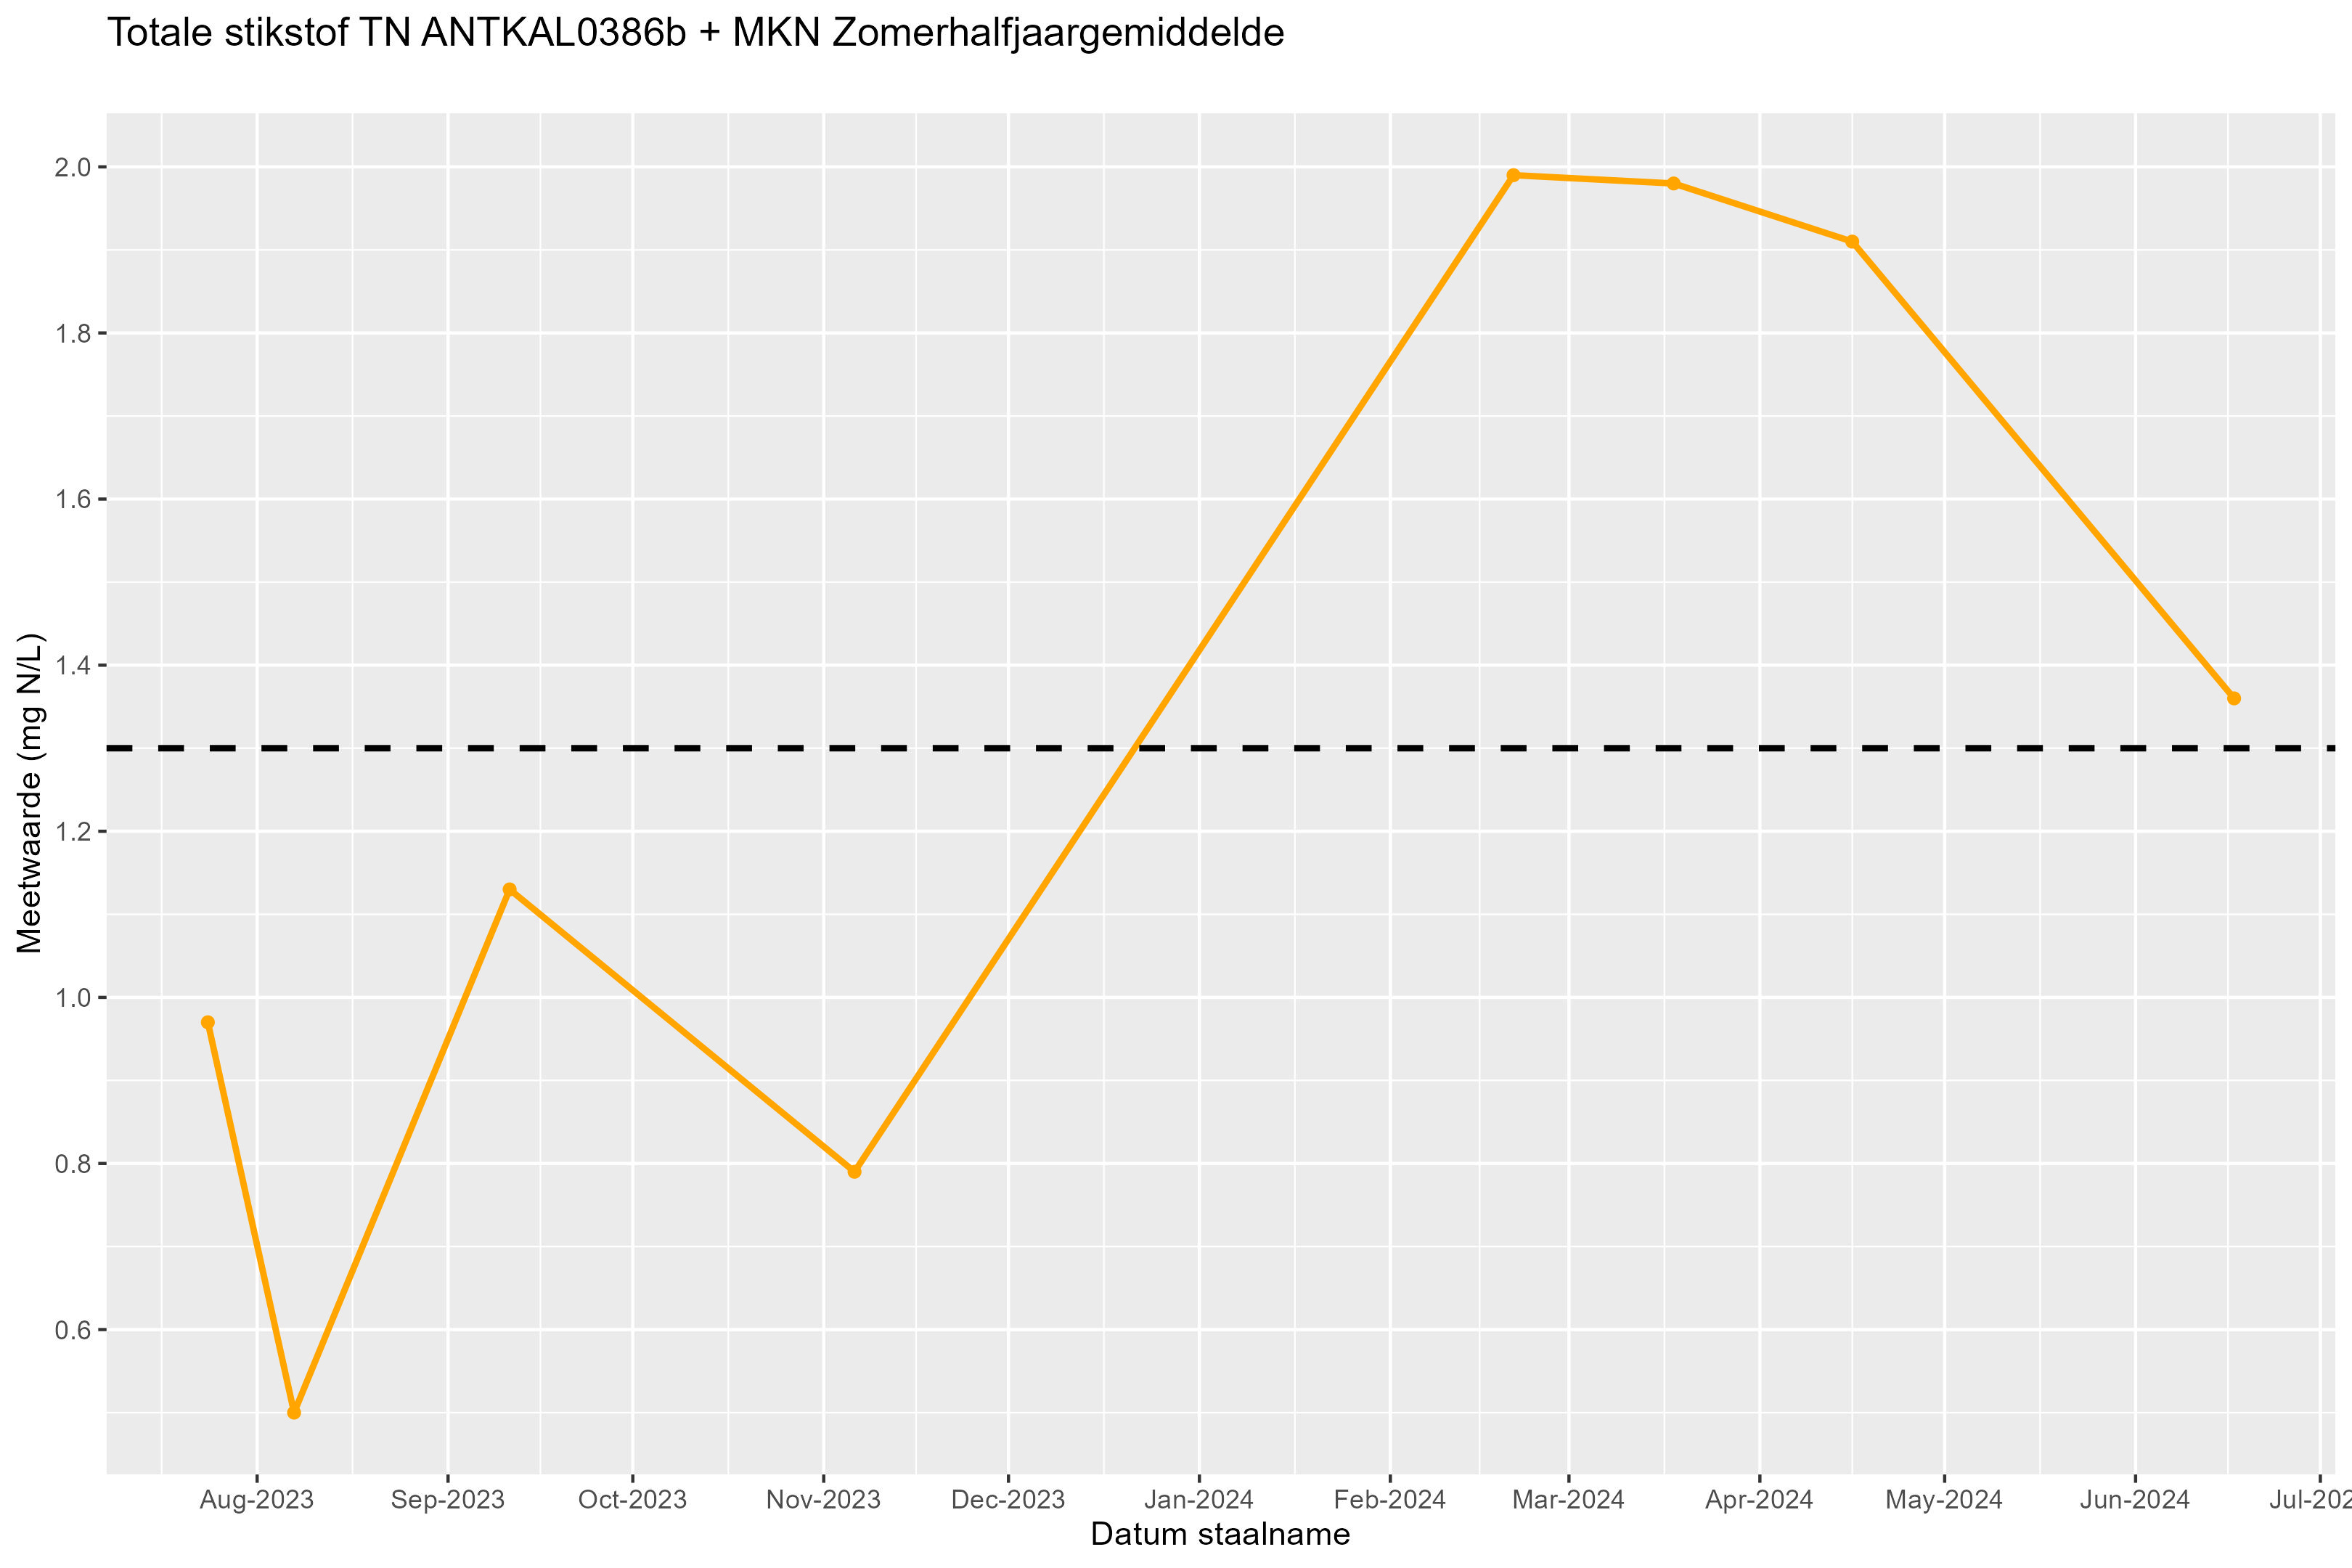 Totale stikstof TN ANTKAL0386b + MKN Zomerhalfjaargemiddelde
Meetwaarde (mg N/L)
2.0
1.8
1.6
1.4
1.2
1.0
0.8
0.6
Aug-2023 Sep-2023 Oct-2023 Nov-2023 Dec-2023 Jan-2024 Feb-2024 Mar-2024 Apr-2024 May-2024 Jun-2024 Jul-202
Datum staalname